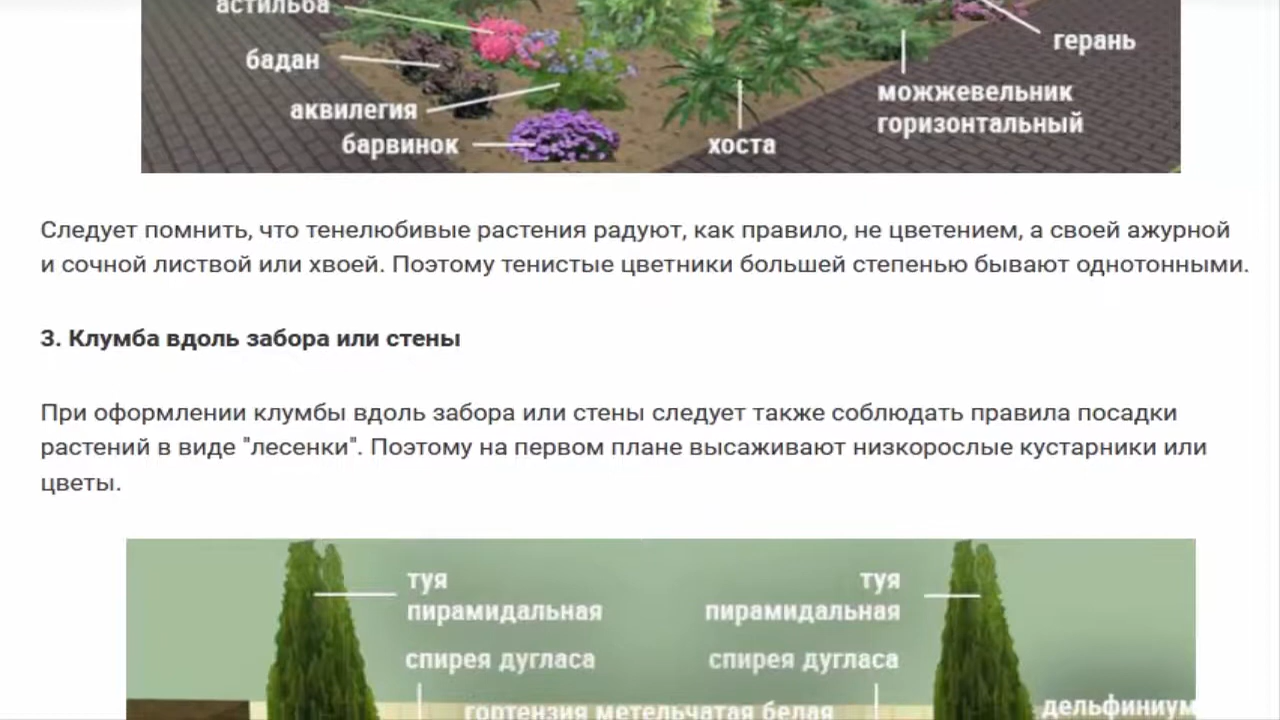 астильба
герань
бадан
можжевельник
горизонтальный
аквилегия
барвинок
хоста
Следует помнить, что тенелюбивые растения радуют, как правило, не цветением, а своей ажурной
и сочной листвой или хвоей. Поэтому тенистые цветники большей степенью бывают однотонными.
3. Клумба вдоль забора или стены
При оформлении клумбы вдоль забора или стены следует также соблюдать правила посадки
растений в виде "лесенки". Поэтому на первом плане высаживают низкорослые кустарники или
цветы.
туя
пирамидальная
туя
пирамидальная
спирея дугласа
спирея дугласа
гортензия метельчатая белая
дельфиниум